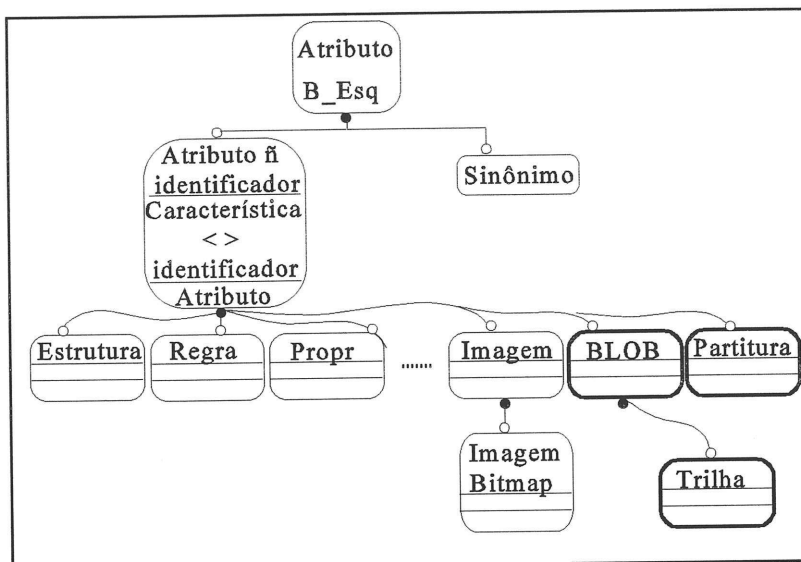 Atributo
B_Esq
Atributo ñ
identificador
Característica
< >
identificador
Atributo
Sinônimo
Estrutura
Regra
Propr
.......
Imagem
BLOB
Partitura
Imagem
Bitmap
Trilha